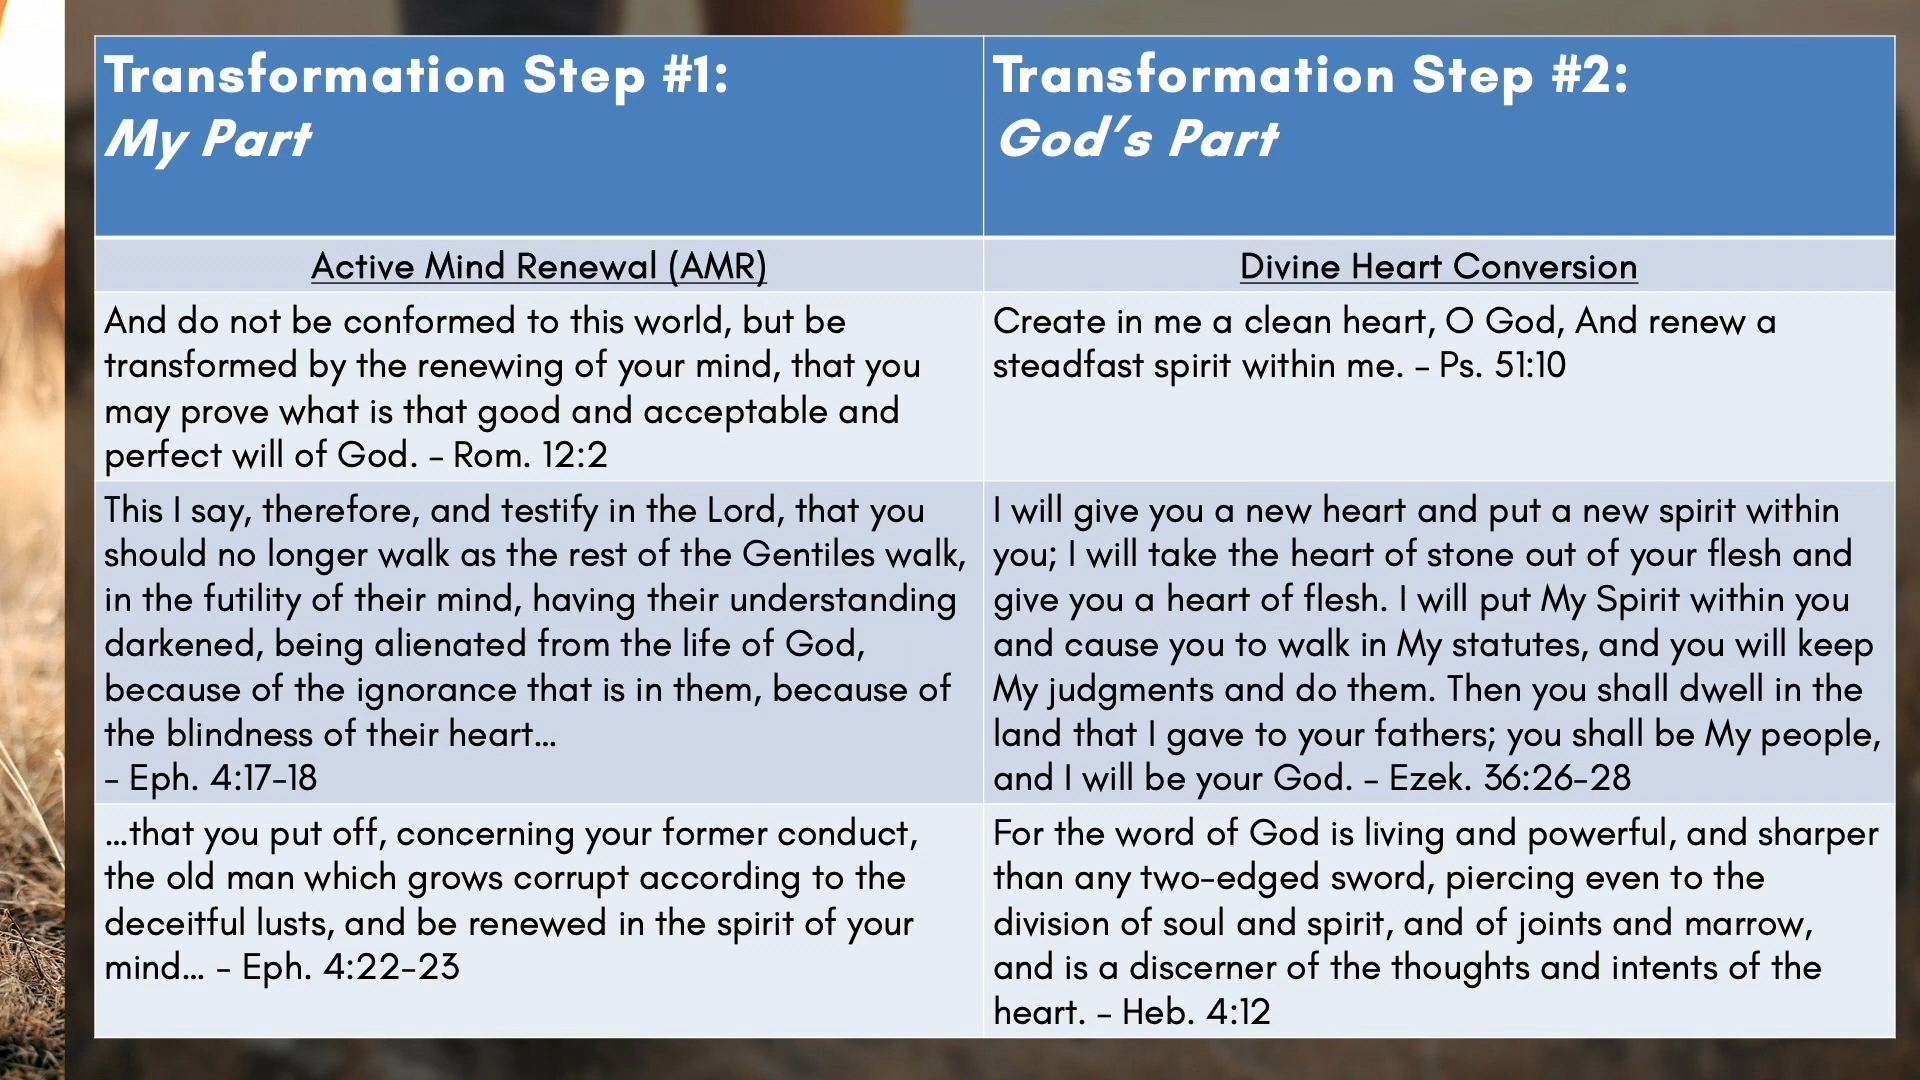 Transformation Step #1:
My Part
Transformation Step #2:
God's Part
Active Mind Renewal (AMR)
Divine Heart Conversion
And do not be conformed to this world, but be
transformed by the renewing of your mind, that you
may prove what is that good and acceptable and
perfect will of God. – Rom. 12:2
Create in me a clean heart, O God, And renew a
steadfast spirit within me. – Ps. 51:10
This I say, therefore, and testify in the Lord, that you
should no longer walk as the rest of the Gentiles walk,
in the futility of their mind, having their understanding
darkened, being alienated from the life of God,
because of the ignorance that is in them, because of
the blindness of their heart…
– Eph. 4:17-18
I will give you a new heart and put a new spirit within
you; I will take the heart of stone out of your flesh and
give you a heart of flesh. I will put My Spirit within you
and cause you to walk in My statutes, and you will keep
My judgments and do them. Then you shall dwell in the
land that I gave to your fathers; you shall be My people,
and I will be your God. – Ezek. 36:26-28
…that you put off, concerning your former conduct,
the old man which grows corrupt according to the
deceitful lusts, and be renewed in the spirit of your
mind… – Eph. 4:22-23
For the word of God is living and powerful, and sharper
than any two-edged sword, piercing even to the
division of soul and spirit, and of joints and marrow,
and is a discerner of the thoughts and intents of the
heart. – Heb. 4:12